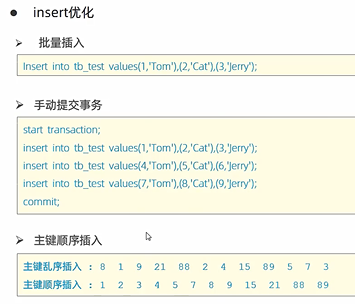 insert优化
批量插入
Insert into tb_test values(1,'Tom'),(2,'Cat'),(3,'Jerry');
手动提交事务
start transaction;
insert into tb_test values(1,'Tom'),(2,'Cat'),(3,'Jerry');
insert into tb_test values(4,'Tom'),(5,'Cat'),(6,'Jerry');
insert into tb_test values(7,'Tom'),(8,'Cat'),(9,'Jerry');
commit;
主键顺序插入
主键乱序插入 : 8 1 9 21 88 2 4 15 89 5 7 3
主键顺序插入 : 1 2 3 4 5 7 8 9 15 21 88 89